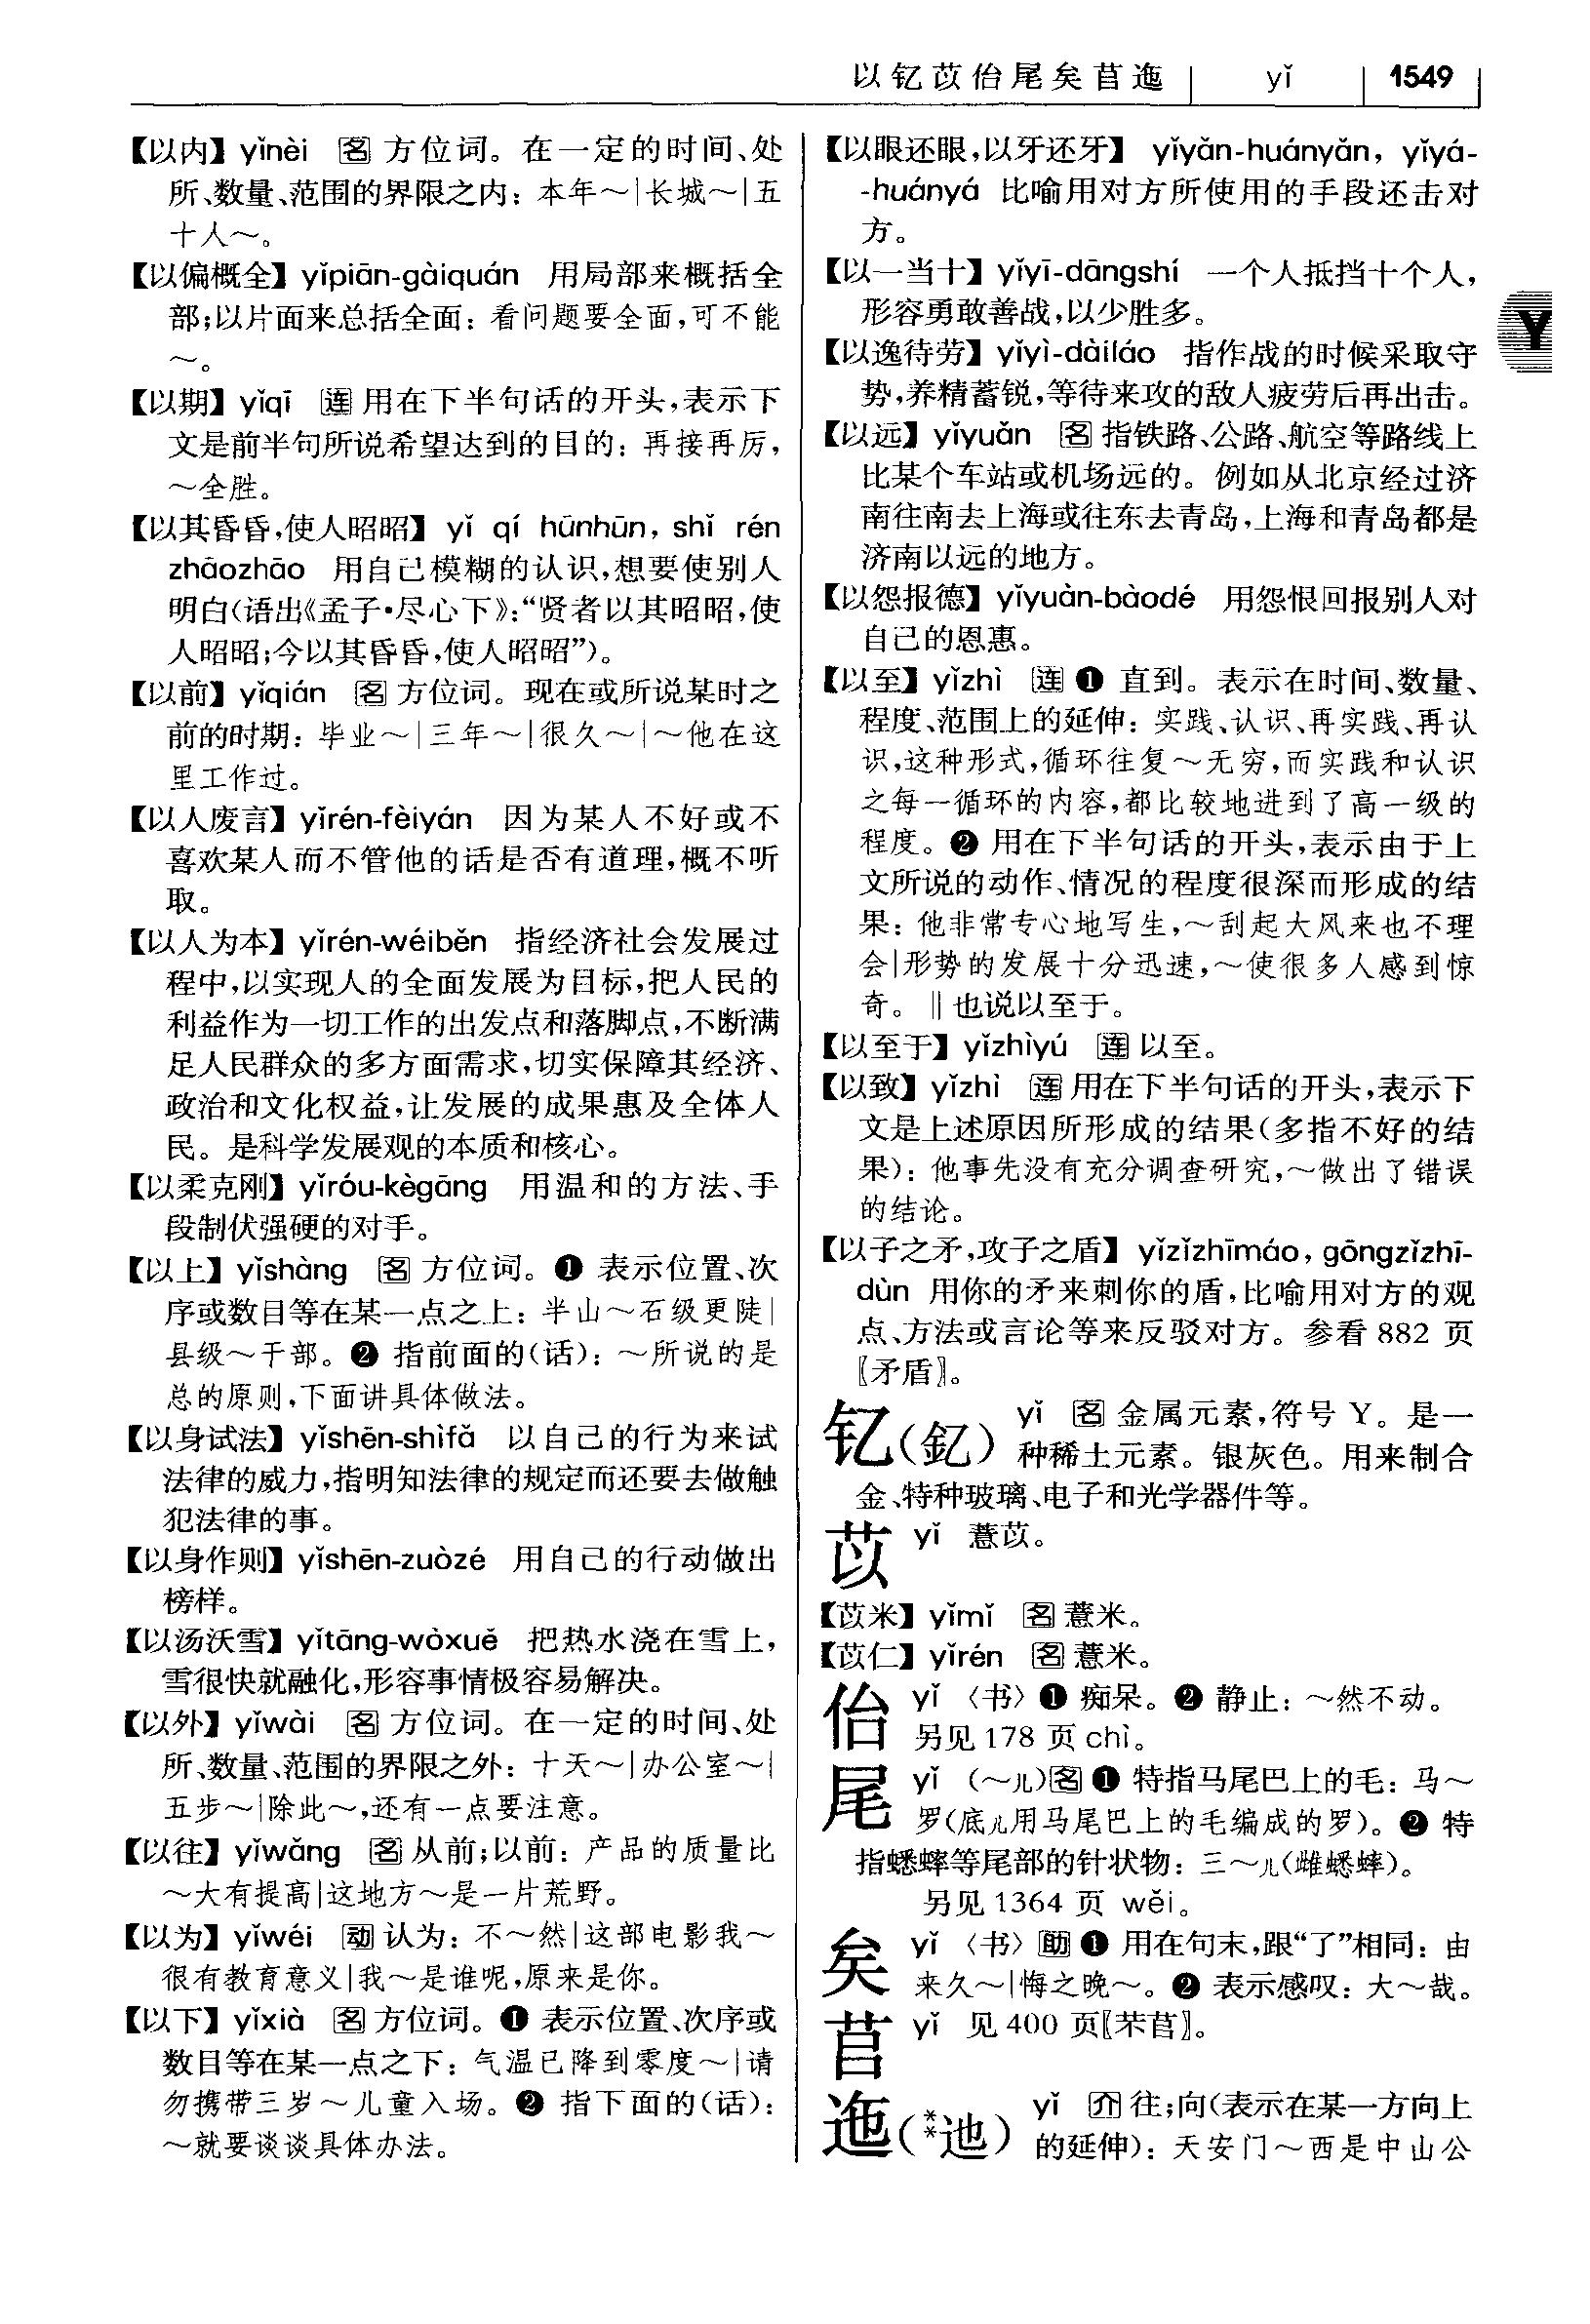 以钇苡佁尾矣苢迤 yǐ 1549
【以内】yǐnèi 名 方位词。在一定的时间、处
所、数量、范围的界限之内：本年～|长城～|五
十人～。
【以偏概全】yǐpiān-gàiquán 用局部来概括全
部；以片面来总括全面：看问题要全面，可不能
～。
【以期】yǐqī 连 用在下半句话的开头，表示下
文是前半句所说希望达到的目的：再接再厉，
～全胜。
【以其昏昏，使人昭昭】yǐ qí hūnhūn，shǐ rén
zhāozhāo 用自己模糊的认识，想要使别人
明白（语出《孟子·尽心下》：“贤者以其昭昭，使
人昭昭；今以其昏昏，使人昭昭”）。
【以前】yǐqián 名 方位词。现在或所说某时之
前的时期：毕业～|三年～|很久～|～他在这
里工作过。
【以人废言】yǐrén-fèiyán 因为某人不好或不
喜欢某人而不管他的话是否有道理，概不听
取。
【以人为本】yǐrén-wéiběn 指经济社会发展过
程中，以实现人的全面发展为目标，把人民的
利益作为一切工作的出发点和落脚点，不断满
足人民群众的多方面需求，切实保障其经济、
政治和文化权益，让发展的成果惠及全体人
民。是科学发展观的本质和核心。
【以柔克刚】yǐróu-kègāng 用温和的方法、手
段制伏强硬的对手。
【以上】yǐshàng 名 方位词。❶ 表示位置、次
序或数目等在某一点之上：半山～石级更陡|
县级～干部。❷ 指前面的（话）：～所说的是
总的原则，下面讲具体做法。
【以身试法】yǐshēn-shìfǎ 以自己的行为来试
法律的威力，指明知法律的规定而还要去做触
犯法律的事。
【以身作则】yǐshēn-zuòzé 用自己的行动做出
榜样。
【以汤沃雪】yǐtāng-wòxuě 把热水浇在雪上，
雪很快就融化，形容事情极容易解决。
【以外】yǐwài 名 方位词。在一定的时间、处
所、数量、范围的界限之外：十天～|办公室～|
五步～|除此～，还有一点要注意。
【以往】yǐwǎng 名 从前；以前：产品的质量比
～大有提高|这地方～是一片荒野。
【以为】yǐwéi 动 认为：不～然|这部电影我～
很有教育意义|我～是谁呢，原来是你。
【以下】yǐxià 名 方位词。❶ 表示位置、次序或
数目等在某一点之下：气温已降到零度～|请
勿携带三岁～儿童入场。❷ 指下面的（话）：
～就要谈谈具体办法。
【以眼还眼，以牙还牙】yǐyǎn-huányǎn，yǐyá-
-huányá 比喻用对方所使用的手段还击对
方。
【以一当十】yǐyī-dāngshí 一个人抵挡十个人，
形容勇敢善战，以少胜多。
【以逸待劳】yǐyì-dàiláo 指作战的时候采取守
势，养精蓄锐，等待来攻的敌人疲劳后再出击。
【以远】yǐyuǎn 名 指铁路、公路、航空等路线上
比某个车站或机场远的。例如从北京经过济
南往南去上海或往东去青岛，上海和青岛都是
济南以远的地方。
【以怨报德】yǐyuàn-bàodé 用怨恨回报别人对
自己的恩惠。
【以至】yǐzhì 连 ❶ 直到。表示在时间、数量、
程度、范围上的延伸：实践、认识、再实践、再认
识，这种形式，循环往复～无穷，而实践和认识
之每一循环的内容，都比较地进到了高一级的
程度。❷ 用在下半句话的开头，表示由于上
文所说的动作、情况的程度很深而形成的结
果：他非常专心地写生，～刮起大风来也不理
会|形势的发展十分迅速，～使很多人感到惊
奇。‖也说以至于。
【以至于】yǐzhìyú 连 以至。
【以致】yǐzhì 连 用在下半句话的开头，表示下
文是上述原因所形成的结果（多指不好的结
果）：他事先没有充分调查研究，～做出了错误
的结论。
【以子之矛，攻子之盾】yǐzǐzhīmáo，gōngzǐzhī-
dùn 用你的矛来刺你的盾，比喻用对方的观
点、方法或言论等来反驳对方。参看 882 页
〖矛盾〗。
钇（釔） yǐ 名 金属元素，符号 Y。是一
种稀土元素。银灰色。用来制合
金、特种玻璃、电子和光学器件等。
苡 yǐ 薏苡。
【苡米】yǐmǐ 名 薏米。
【苡仁】yǐrén 名 薏米。
佁 yǐ 〈书〉❶ 痴呆。❷ 静止：～然不动。
另见 178 页 chì。
尾 yǐ （～儿）名 ❶ 特指马尾巴上的毛：马～
罗（底儿用马尾巴上的毛编成的罗）。❷ 特
指蟋蟀等尾部的针状物：三～儿（雌蟋蟀）。
另见 1364 页 wěi。
矣 yǐ 〈书〉助 ❶ 用在句末，跟“了”相同：由
来久～|悔之晚～。❷ 表示感叹：大～哉。
苢 yǐ 见 400 页〖芣苢〗。
迤（**迆） yǐ 介 往；向（表示在某一方向上
的延伸）：天安门～西是中山公
Y